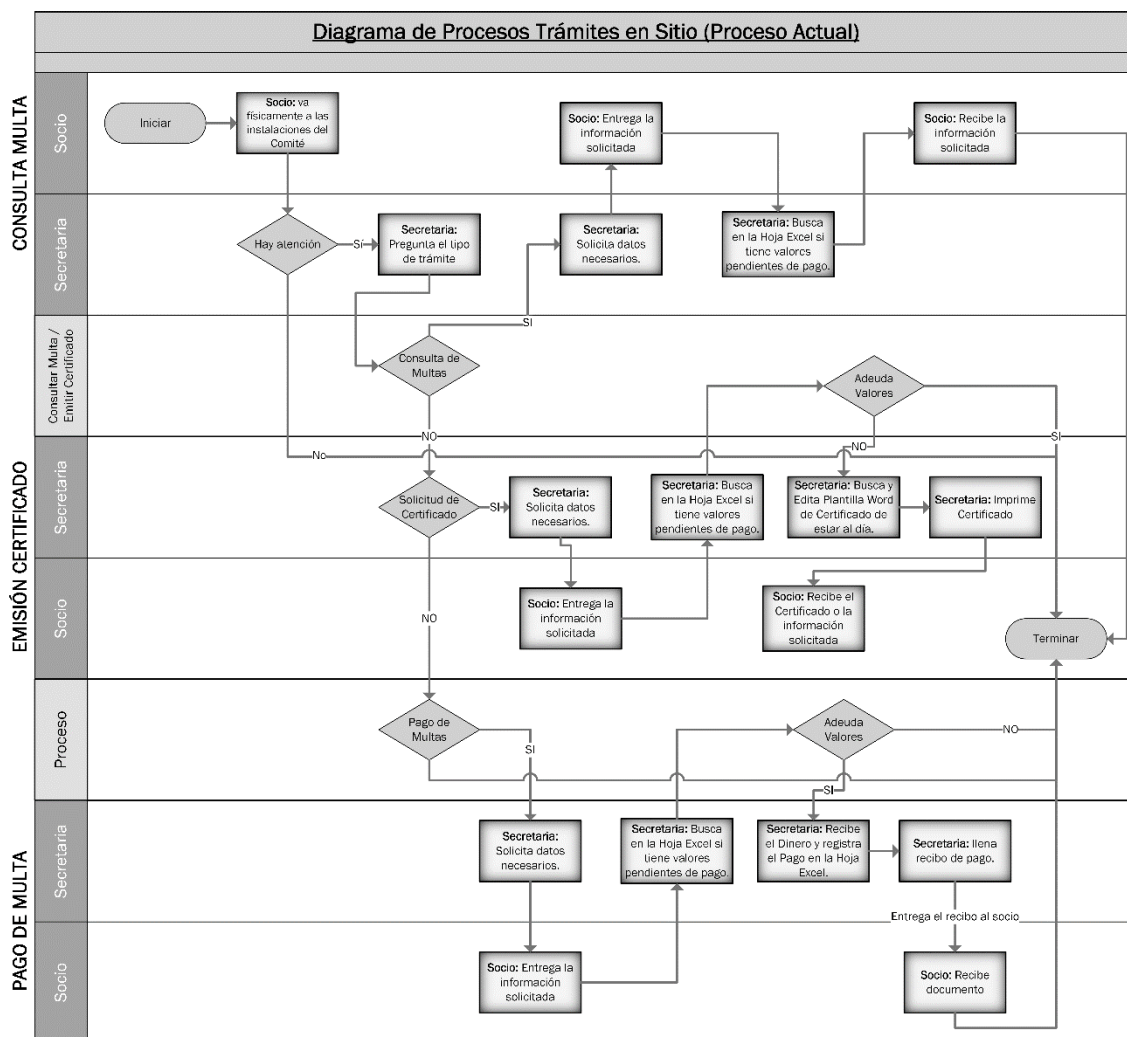 Diagrama de Procesos Trámites en Sitio (Proceso Actual)
CONSULTA MULTA
Socio
Iniciar
Socio: va
físicamente a las
instalaciones del
Comité
Socio: Entrega la
información
solicitada
Socio: Recibe la
información
solicitada
Secretaria
Hay atención
Sí
Secretaria:
Pregunta el tipo
de trámite
Secretaria:
Solicita datos
necesarios.
Secretaria: Busca
en la Hoja Excel si
tiene valores
pendientes de pago.
SI
Consultar Multa /
Emitir Certificado
Consulta de
Multas
Adeuda
Valores
NO
SI
EMISIÓN CERTIFICADO
Secretaria
No
NO
Solicitud de
Certificado
SI
Secretaria:
Solicita datos
necesarios.
Secretaria: Busca
en la Hoja Excel si
tiene valores
pendientes de pago.
Secretaria: Busca y
Edita Plantilla Word
de Certificado de
estar al día.
Secretaria: Imprime
Certificado
Socio
NO
Socio: Entrega la
información
solicitada
Socio: Recibe el
Certificado o la
información
solicitada
Terminar
Proceso
Pago de
Multas
SI
Adeuda
Valores
NO
SI
PAGO DE MULTA
Secretaria
Secretaria:
Solicita datos
necesarios.
Secretaria: Busca
en la Hoja Excel si
tiene valores
pendientes de pago.
Secretaria: Recibe
el Dinero y registra
el Pago en la Hoja
Excel.
Secretaria: llena
recibo de pago.
Entrega el recibo al socio
Socio
Socio: Entrega la
información
solicitada
Socio: Recibe
documento